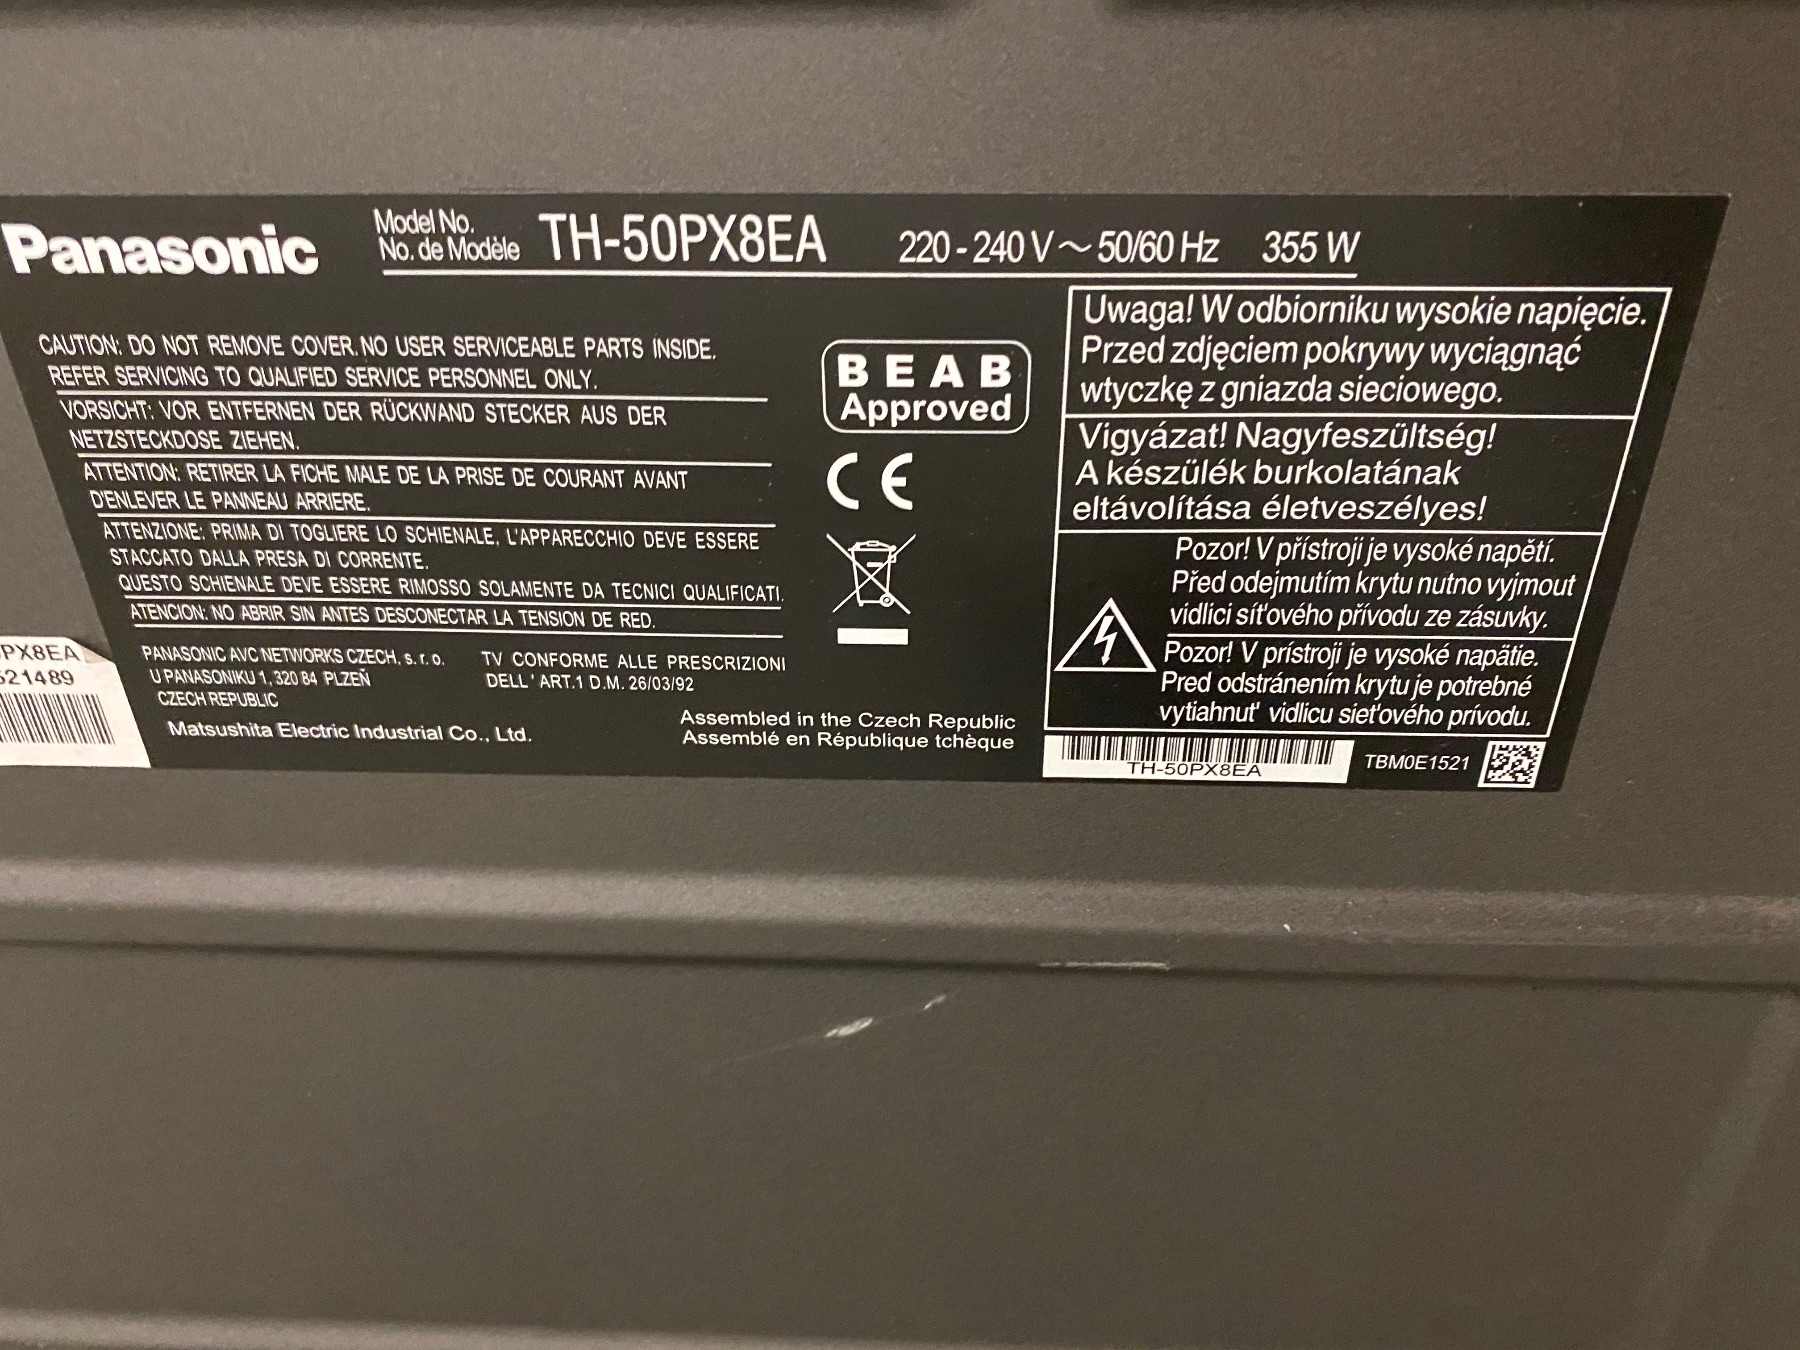 Panasonic
Model No.
No. de Modèle
TH-50PX8EA
220 - 240 V ~ 50/60 Hz 355 W
CAUTION: DO NOT REMOVE COVER. NO USER SERVICEABLE PARTS INSIDE.
REFER SERVICING TO QUALIFIED SERVICE PERSONNEL ONLY.
VORSICHT: VOR ENTFERNEN DER RÜCKWAND STECKER AUS DER
NETZSTECKDOSE ZIEHEN.
ATTENTION: RETIRER LA FICHE MALE DE LA PRISE DE COURANT AVANT
D'ENLEVER LE PANNEAU ARRIERE.
ATTENZIONE: PRIMA DI TOGLIERE LO SCHIENALE, L'APPARECCHIO DEVE ESSERE
STACCATO DALLA PRESA DI CORRENTE.
QUESTO SCHIENALE DEVE ESSERE RIMOSSO SOLAMENTE DA TECNICI QUALIFICATI.
ATENCION: NO ABRIR SIN ANTES DESCONECTAR LA TENSION DE RED.
PANASONIC AVC NETWORKS CZECH, s. r. o.
U PANASONIKU 1, 320 84 PLZEŇ
CZECH REPUBLIC
Matsushita Electric Industrial Co., Ltd.
TV CONFORME ALLE PRESCRIZIONI
DELL' ART.1 D.M. 26/03/92
Assembled in the Czech Republic
Assemblé en République tchèque
BEAB
Approved
CE
Uwaga! W odbiorniku wysokie napięcie.
Przed zdjęciem pokrywy wyciągnąć
wtyczkę z gniazda sieciowego.
Vigyázat! Nagyfeszültség!
A készülék burkolatának
eltávolítása életveszélyes!
Pozor! V přístroji je vysoké napětí.
Před odejmutím krytu nutno vyjmout
vidlici síťového přívodu ze zásuvky.
Pozor! V prístroji je vysoké napätie.
Pred odstránením krytu je potrebné
vytiahnuť vidlicu sieťového prívodu.
TH-50PX8EA
TBM0E1521
PX8EA
521489